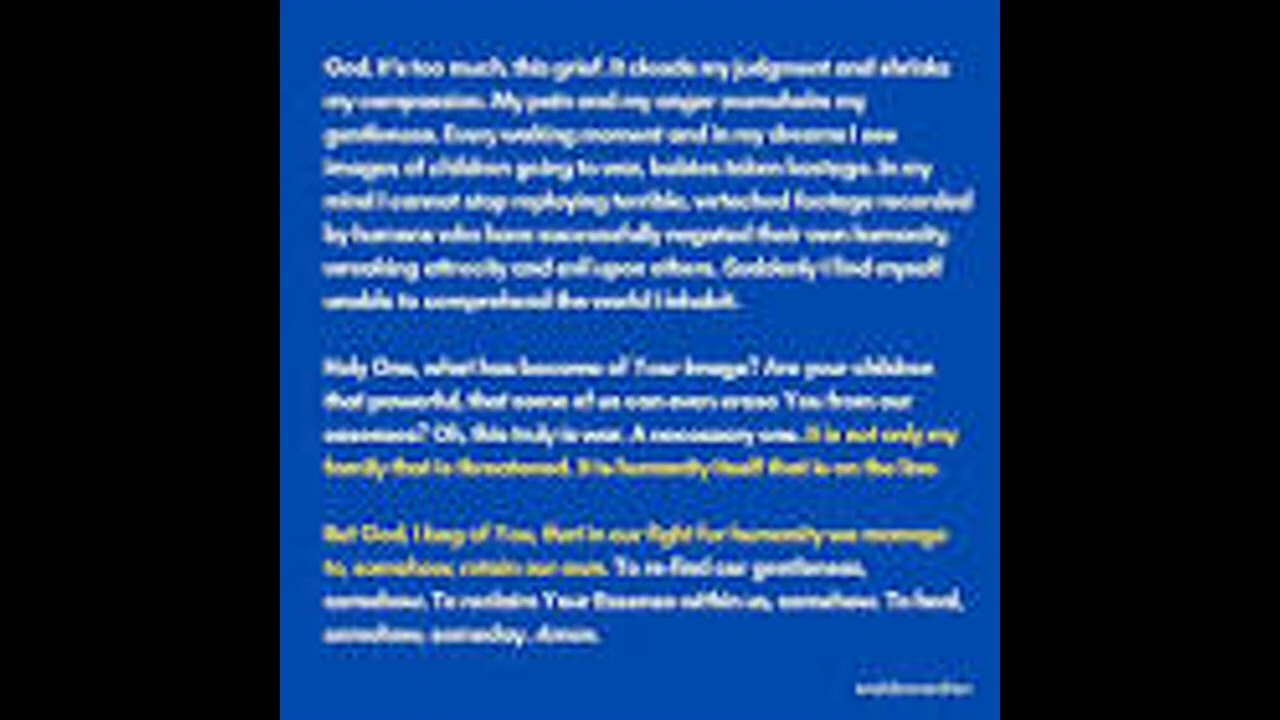 God, it's too much, this grief. It clouds my judgment and shrinks
my compassion. My pain and my anger overwhelm my
gentleness. Every waking moment and in my dreams I see
images of children going to war, babies taken hostage. In my
mind I cannot stop replaying terrible, wretched footage recorded
by humans who have successfully negated their own humanity
wreaking atrocity and evil upon others. Suddenly I find myself
unable to comprehend the world I inhabit.
Holy One, what has become of Your image? Are your children
that powerful, that some of us can even erase You from our
essence? Oh, this truly is war. A necessary one. It is not only my
family that is threatened. It is humanity itself that is on the line.
But God, I beg of You, that in our fight for humanity we manage
to, somehow, retain our own. To re-find our gentleness,
somehow. To reclaim Your Essence within us, somehow. To heal,
somehow, someday. Amen.